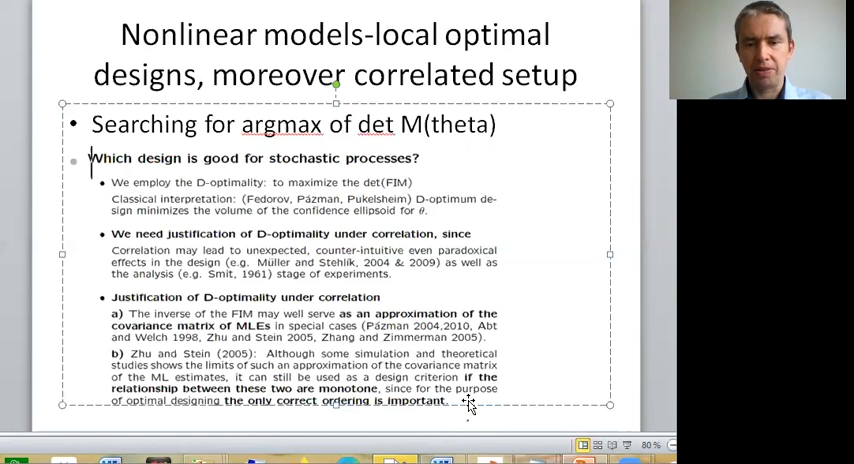 Nonlinear models-local optimal
designs, moreover correlated setup
• Searching for argmax of det M(theta)
• Which design is good for stochastic processes?
• We employ the D-optimality: to maximize the det(FIM)
Classical interpretation: (Fedorov, Pázman, Pukelsheim) D-optimum de-
sign minimizes the volume of the confidence ellipsoid for θ.
• We need justification of D-optimality under correlation, since
Correlation may lead to unexpected, counter-intuitive even paradoxical
effects in the design (e.g. Müller and Stehlík, 2004 & 2009) as well as
the analysis (e.g. Smit, 1961) stage of experiments.
• Justification of D-optimality under correlation
a) The inverse of the FIM may well serve as an approximation of the
covariance matrix of MLEs in special cases (Pázman 2004,2010, Abt
and Welch 1998, Zhu and Stein 2005, Zhang and Zimmerman 2005).
b) Zhu and Stein (2005): Although some simulation and theoretical
studies shows the limits of such an approximation of the covariance matrix
of the ML estimates, it can still be used as a design criterion if the
relationship between these two are monotone, since for the purpose
of optimal designing the only correct ordering is important.
80 %